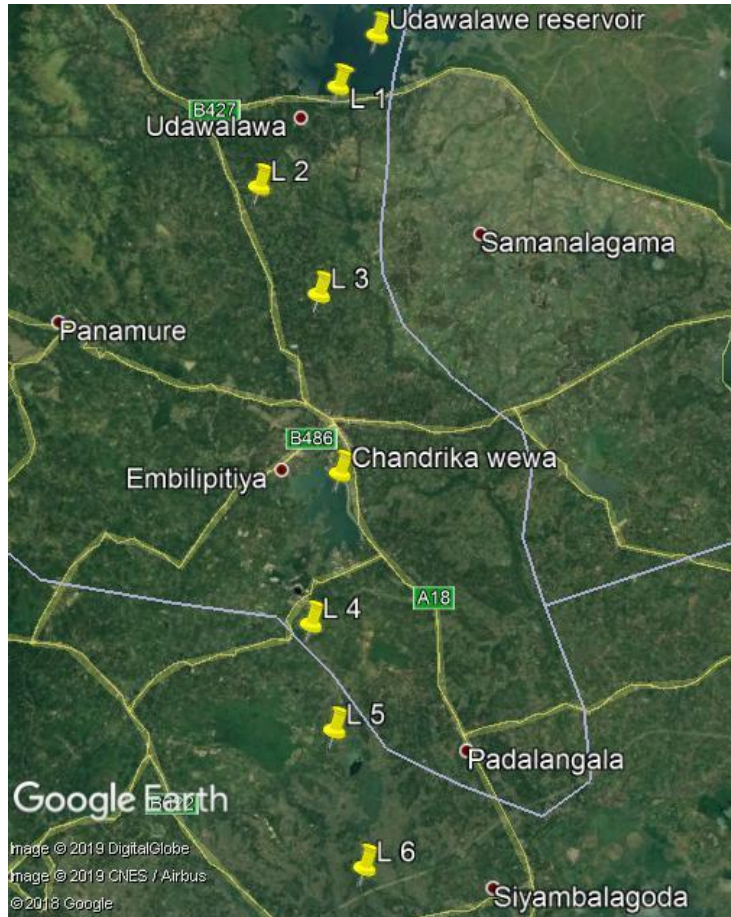 Udawalawe reservoir
L 1
B427
Udawalawa
L 2
Samanalagama
L 3
Panamure
B486
Chandrika wewa
Embilipitiya
A18
L 4
L 5
Padalangala
Google Earth
L 6
Image © 2019 DigitalGlobe
Image © 2019 CNES / Airbus
© 2018 Google
Siyambalagoda